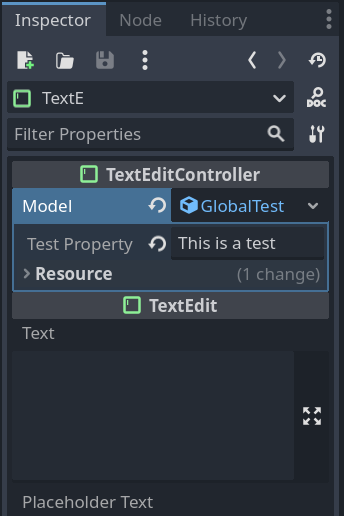 Inspector Node History
DOC
TextE
Filter Properties
TextEditController
Model GlobalTest
Test Property This is a test
Resource (1 change)
TextEdit
Text
Placeholder Text